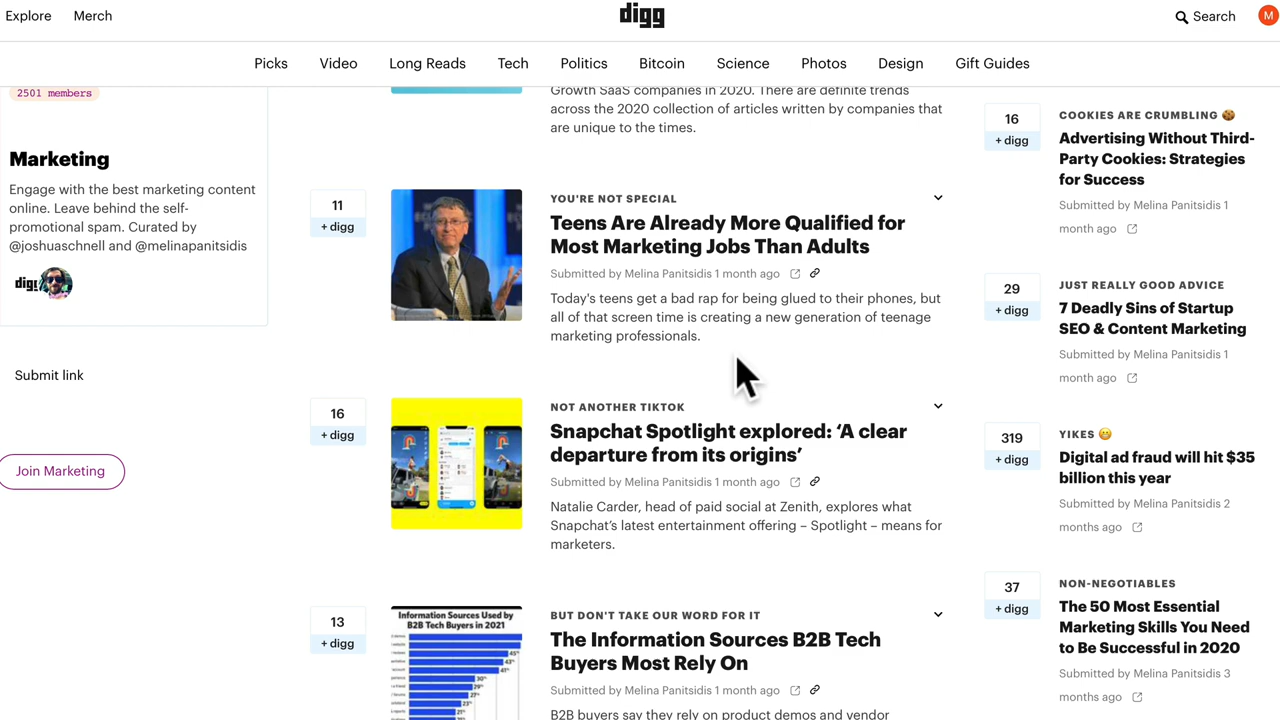 Explore
Merch
digg
Search
M
Picks
Video
Long Reads
Tech
Politics
Bitcoin
Science
Photos
Design
Gift Guides
2501 members
Marketing
Engage with the best marketing content
online. Leave behind the self-
promotional spam. Curated by
@joshuaschnell and @melinapanitsidis
digg
Submit link
Join Marketing
Growth SaaS companies in 2020. There are definite trends
across the 2020 collection of articles written by companies that
are unique to the times.
11
+ digg
YOU'RE NOT SPECIAL
Teens Are Already More Qualified for
Most Marketing Jobs Than Adults
Submitted by Melina Panitsidis 1 month ago
Today's teens get a bad rap for being glued to their phones, but
all of that screen time is creating a new generation of teenage
marketing professionals.
16
+ digg
NOT ANOTHER TIKTOK
Snapchat Spotlight explored: ‘A clear
departure from its origins’
Submitted by Melina Panitsidis 1 month ago
Natalie Carder, head of paid social at Zenith, explores what
Snapchat’s latest entertainment offering – Spotlight – means for
marketers.
13
+ digg
Information Sources Used by
B2B Tech Buyers in 2021
45%
43%
41%
30%
29%
27%
23%
21%
BUT DON'T TAKE OUR WORD FOR IT
The Information Sources B2B Tech
Buyers Most Rely On
Submitted by Melina Panitsidis 1 month ago
B2B buyers say they rely on product demos and vendor
16
+ digg
COOKIES ARE CRUMBLING 🍪
Advertising Without Third-
Party Cookies: Strategies
for Success
Submitted by Melina Panitsidis 1
month ago
29
+ digg
JUST REALLY GOOD ADVICE
7 Deadly Sins of Startup
SEO & Content Marketing
Submitted by Melina Panitsidis 1
month ago
319
+ digg
YIKES 😬
Digital ad fraud will hit $35
billion this year
Submitted by Melina Panitsidis 2
months ago
37
+ digg
NON-NEGOTIABLES
The 50 Most Essential
Marketing Skills You Need
to Be Successful in 2020
Submitted by Melina Panitsidis 3
months ago